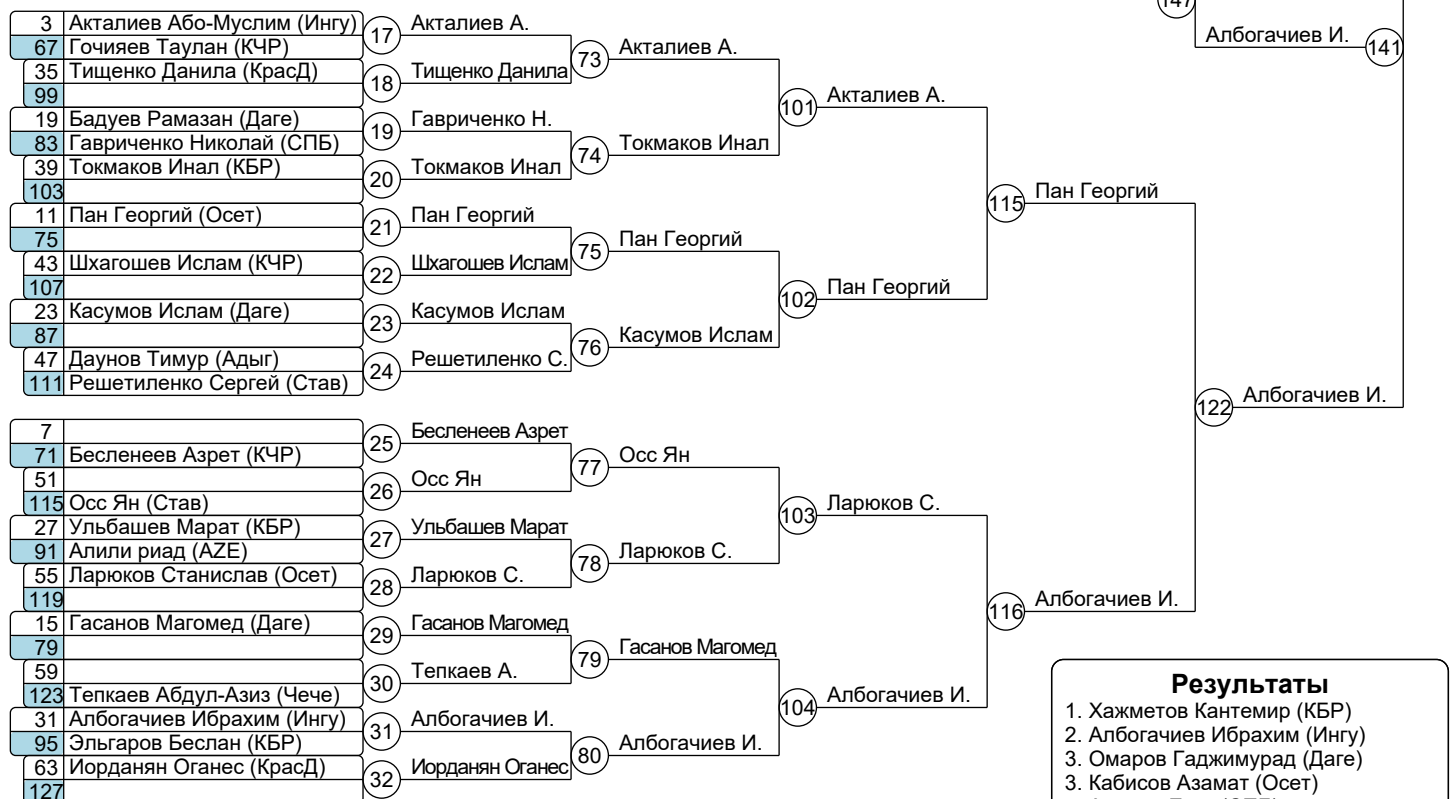 147
Албогачиев И. 141
3 Акталиев Або-Муслим (Ингу)
67 Гочияев Таулан (КЧР)
17 Акталиев А.
35 Тищенко Данила (КрасД)
99
18 Тищенко Данила
73 Акталиев А.
19 Бадуев Рамазан (Даге)
83 Гавриченко Николай (СПБ)
19 Гавриченко Н.
39 Токмаков Инал (КБР)
103
20 Токмаков Инал
74 Токмаков Инал
101 Акталиев А.
11 Пан Георгий (Осет)
75
21 Пан Георгий
43 Шхагошев Ислам (КЧР)
107
22 Шхагошев Ислам
75 Пан Георгий
23 Касумов Ислам (Даге)
87
23 Касумов Ислам
47 Даунов Тимур (Адыг)
111 Решетиленко Сергей (Став)
24 Решетиленко С.
76 Касумов Ислам
102 Пан Георгий
115 Пан Георгий
7
71 Бесленеев Азрет (КЧР)
25 Бесленеев Азрет
51
115 Осс Ян (Став)
26 Осс Ян
77 Осс Ян
27 Ульбашев Марат (КБР)
91 Алили риад (AZE)
27 Ульбашев Марат
55 Ларюков Станислав (Осет)
119
28 Ларюков С.
78 Ларюков С.
103 Ларюков С.
15 Гасанов Магомед (Даге)
79
29 Гасанов Магомед
59
123 Тепкаев Абдул-Азиз (Чече)
30 Тепкаев А.
79 Гасанов Магомед
31 Албогачиев Ибрахим (Ингу)
95 Эльгаров Беслан (КБР)
31 Албогачиев И.
63 Иорданян Оганес (КрасД)
127
32 Иорданян Оганес
80 Албогачиев И.
104 Албогачиев И.
116 Албогачиев И.
122 Албогачиев И.
Результаты
1. Хажметов Кантемир (КБР)
2. Албогачиев Ибрахим (Ингу)
3. Омаров Гаджимурад (Даге)
3. Кабисов Азамат (Осет)